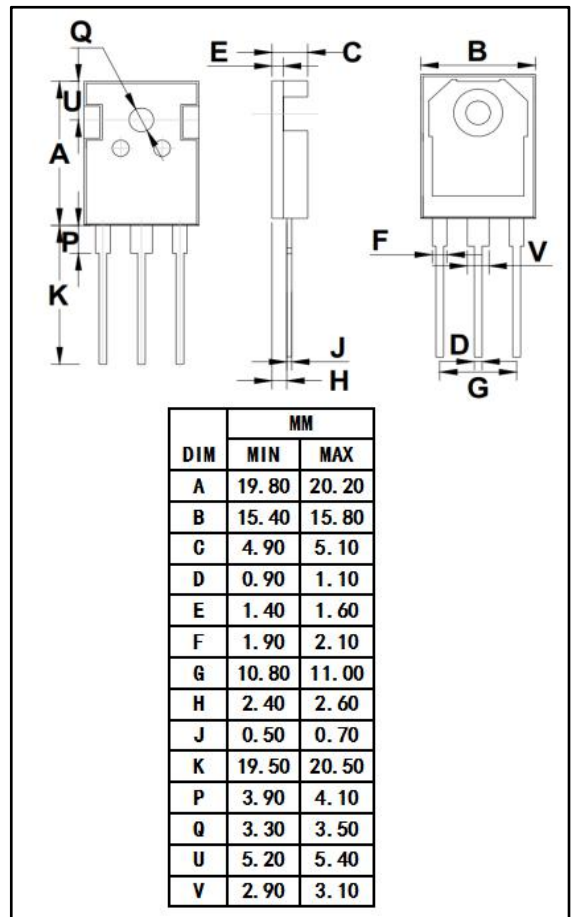 Q
E
C
B
U
A
P
K
F
V
J
H
D
G
MM
DIM MIN MAX
A 19.80 20.20
B 15.40 15.80
C 4.90 5.10
D 0.90 1.10
E 1.40 1.60
F 1.90 2.10
G 10.80 11.00
H 2.40 2.60
J 0.50 0.70
K 19.50 20.50
P 3.90 4.10
Q 3.30 3.50
U 5.20 5.40
V 2.90 3.10